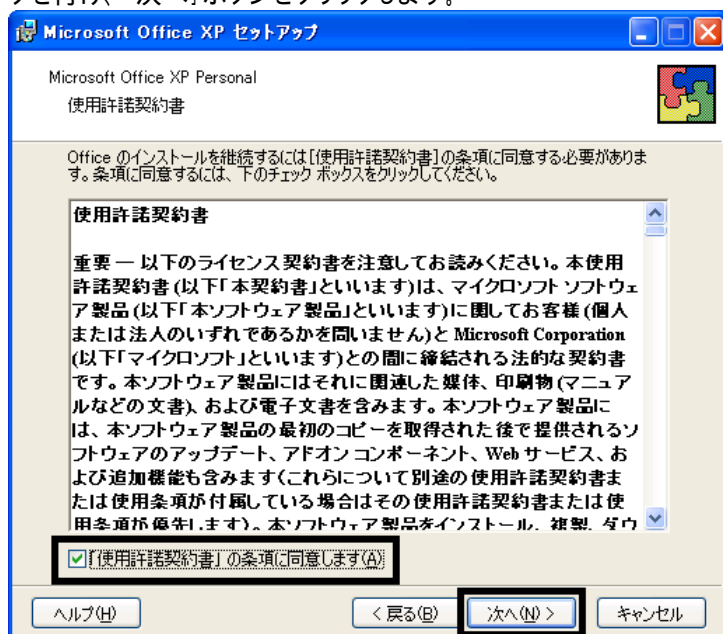 Microsoft Office XP セットアップ
Microsoft Office XP Personal
使用許諾契約書
Office のインストールを継続するには[使用許諾契約書]の条項に同意する必要がありま
す。条項に同意するには、下のチェック ボックスをクリックしてください。
使用許諾契約書
重要 — 以下のライセンス契約書を注意してお読みください。本使用
許諾契約書 (以下「本契約書」といいます)は、マイクロソフト ソフトウェ
ア製品 (以下「本ソフトウェア製品」といいます)に関してお客様 (個人
または法人のいずれであるかを問いません)と Microsoft Corporation
(以下「マイクロソフト」といいます)との間に締結される法的な契約書
です。本ソフトウェア製品にはそれに関連した媒体、印刷物 (マニュア
ルなどの文書)、および電子文書を含みます。本ソフトウェア製品に
は、本ソフトウェア製品の最初のコピーを取得された後で提供されるソ
フトウェアのアップデート、アドオン コンポーネント、Web サービス、お
よび追加機能も含みます(これらについて別途の使用許諾契約書ま
たは使用条項が付属している場合はその使用許諾契約書または使
用条項が優先します)。本ソフトウェア製品をインストール、複製、ダウ
「使用許諾契約書」の条項に同意します(A)
ヘルプ(H) < 戻る(B) 次へ(N) > キャンセル